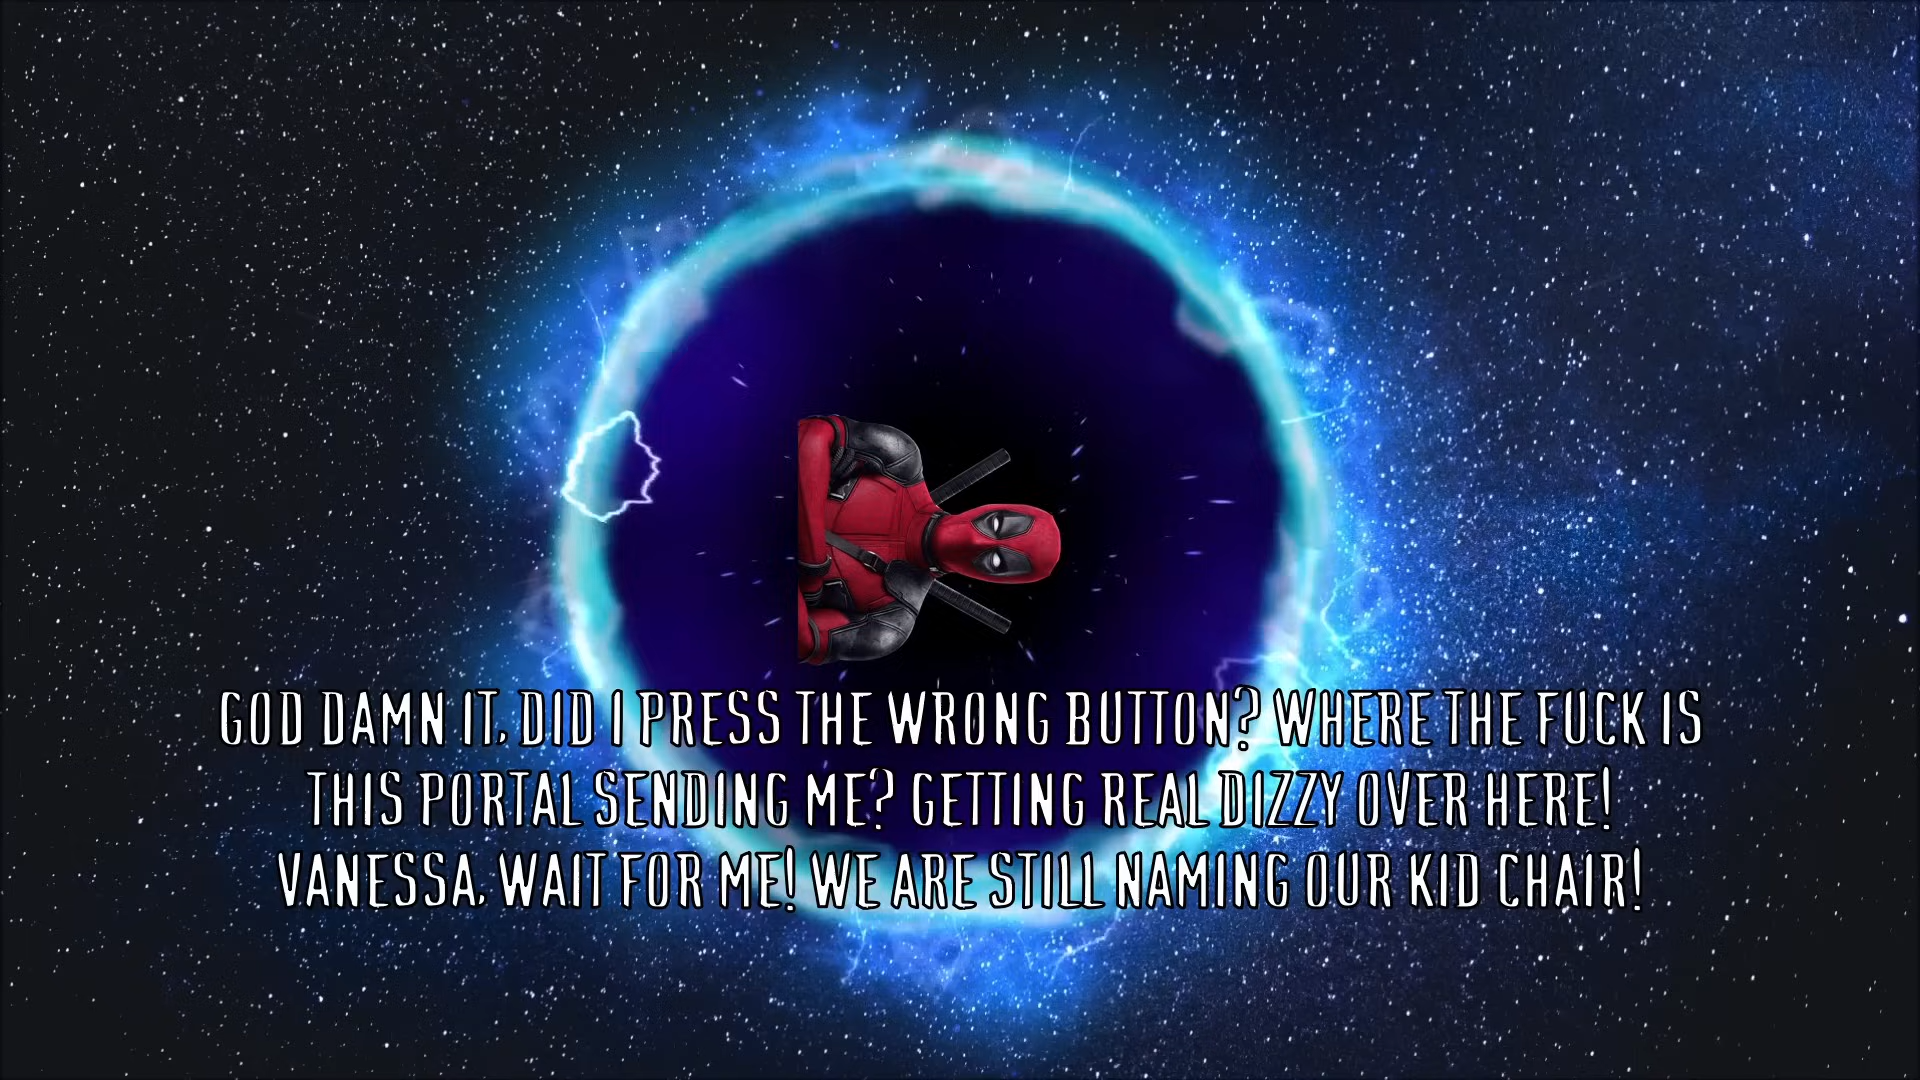 GOD DAMN IT, DID I PRESS THE WRONG BUTTON? WHERE THE FUCK IS
THIS PORTAL SENDING ME? GETTING REAL DIZZY OVER HERE!
VANESSA, WAIT FOR ME! WE ARE STILL NAMING OUR KID CHAIR!